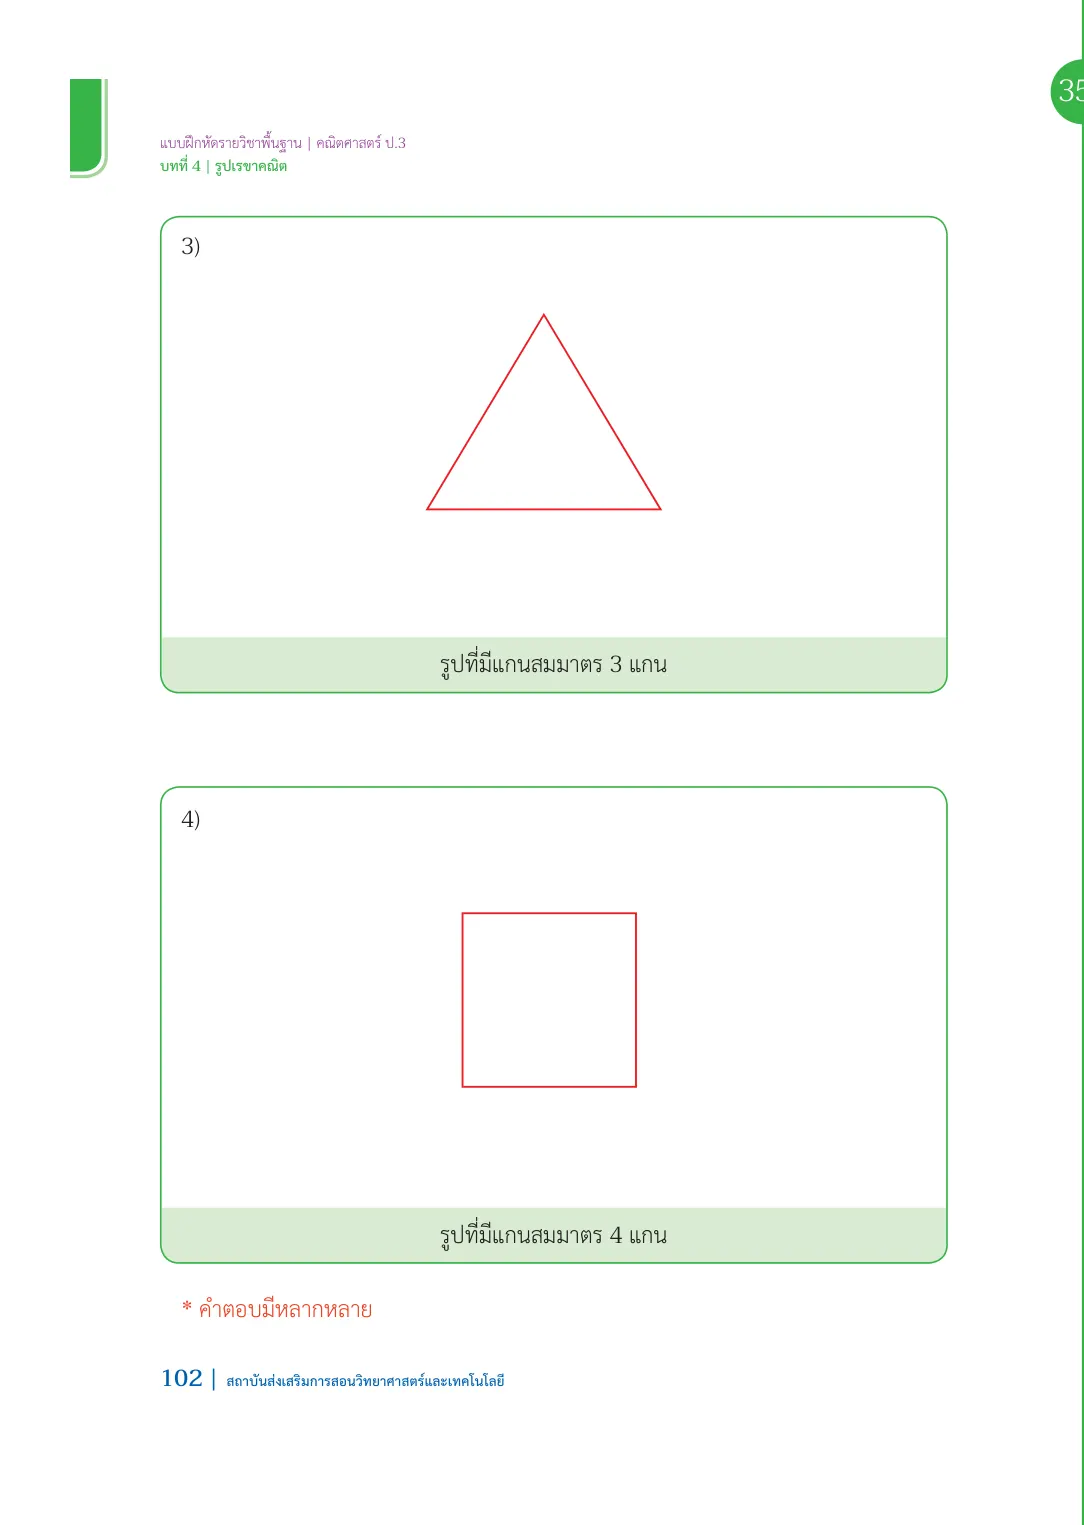 35
แบบฝึกหัดรายวิชาพื้นฐาน | คณิตศาสตร์ ป.3
บทที่ 4 | รูปเรขาคณิต
3)
รูปที่มีแกนสมมาตร 3 แกน
4)
รูปที่มีแกนสมมาตร 4 แกน
* คำตอบมีหลากหลาย
102 | สถาบันส่งเสริมการสอนวิทยาศาสตร์และเทคโนโลยี